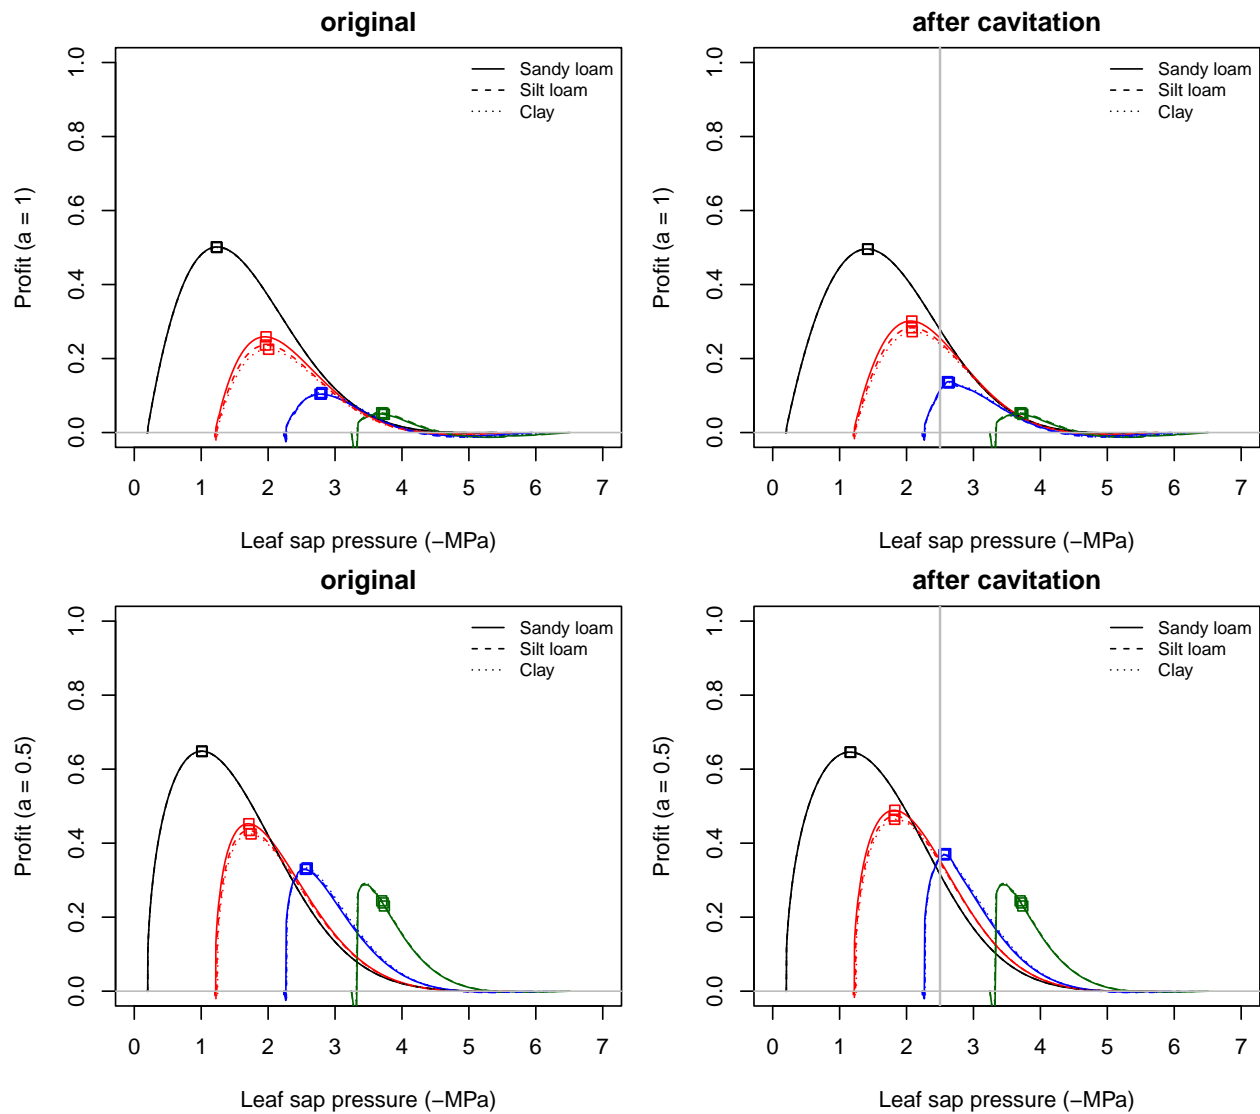 original
1.0
0.8
0.6
0.4
0.2
0.0
Profit (a = 1)
Sandy loam
Silt loam
Clay
0 1 2 3 4 5 6 7
Leaf sap pressure (−MPa)
after cavitation
1.0
0.8
0.6
0.4
0.2
0.0
Profit (a = 1)
Sandy loam
Silt loam
Clay
0 1 2 3 4 5 6 7
Leaf sap pressure (−MPa)
original
1.0
0.8
0.6
0.4
0.2
0.0
Profit (a = 0.5)
Sandy loam
Silt loam
Clay
0 1 2 3 4 5 6 7
Leaf sap pressure (−MPa)
after cavitation
1.0
0.8
0.6
0.4
0.2
0.0
Profit (a = 0.5)
Sandy loam
Silt loam
Clay
0 1 2 3 4 5 6 7
Leaf sap pressure (−MPa)